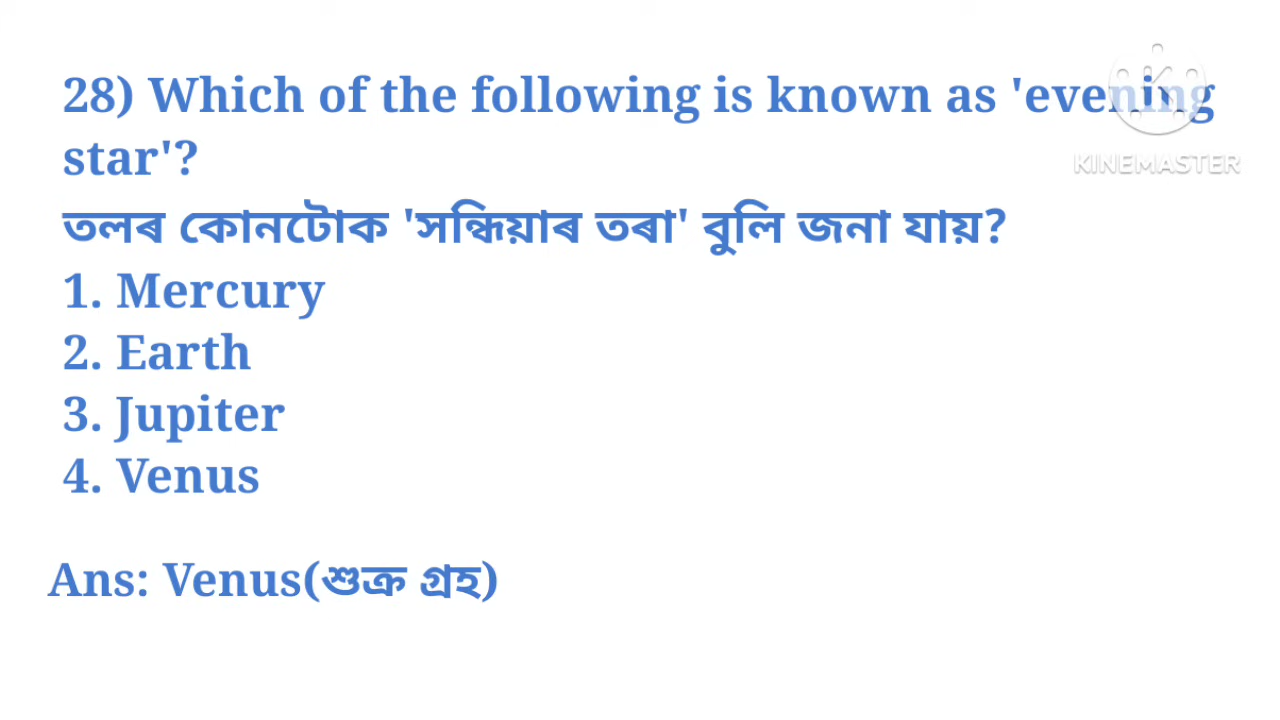 28) Which of the following is known as 'evening
star'?
তলৰ কোনটোক 'সন্ধিয়াৰ তৰা' বুলি জনা যায়?
1. Mercury
2. Earth
3. Jupiter
4. Venus
Ans: Venus(শুক্ৰ গ্ৰহ)
K
KINEMASTER